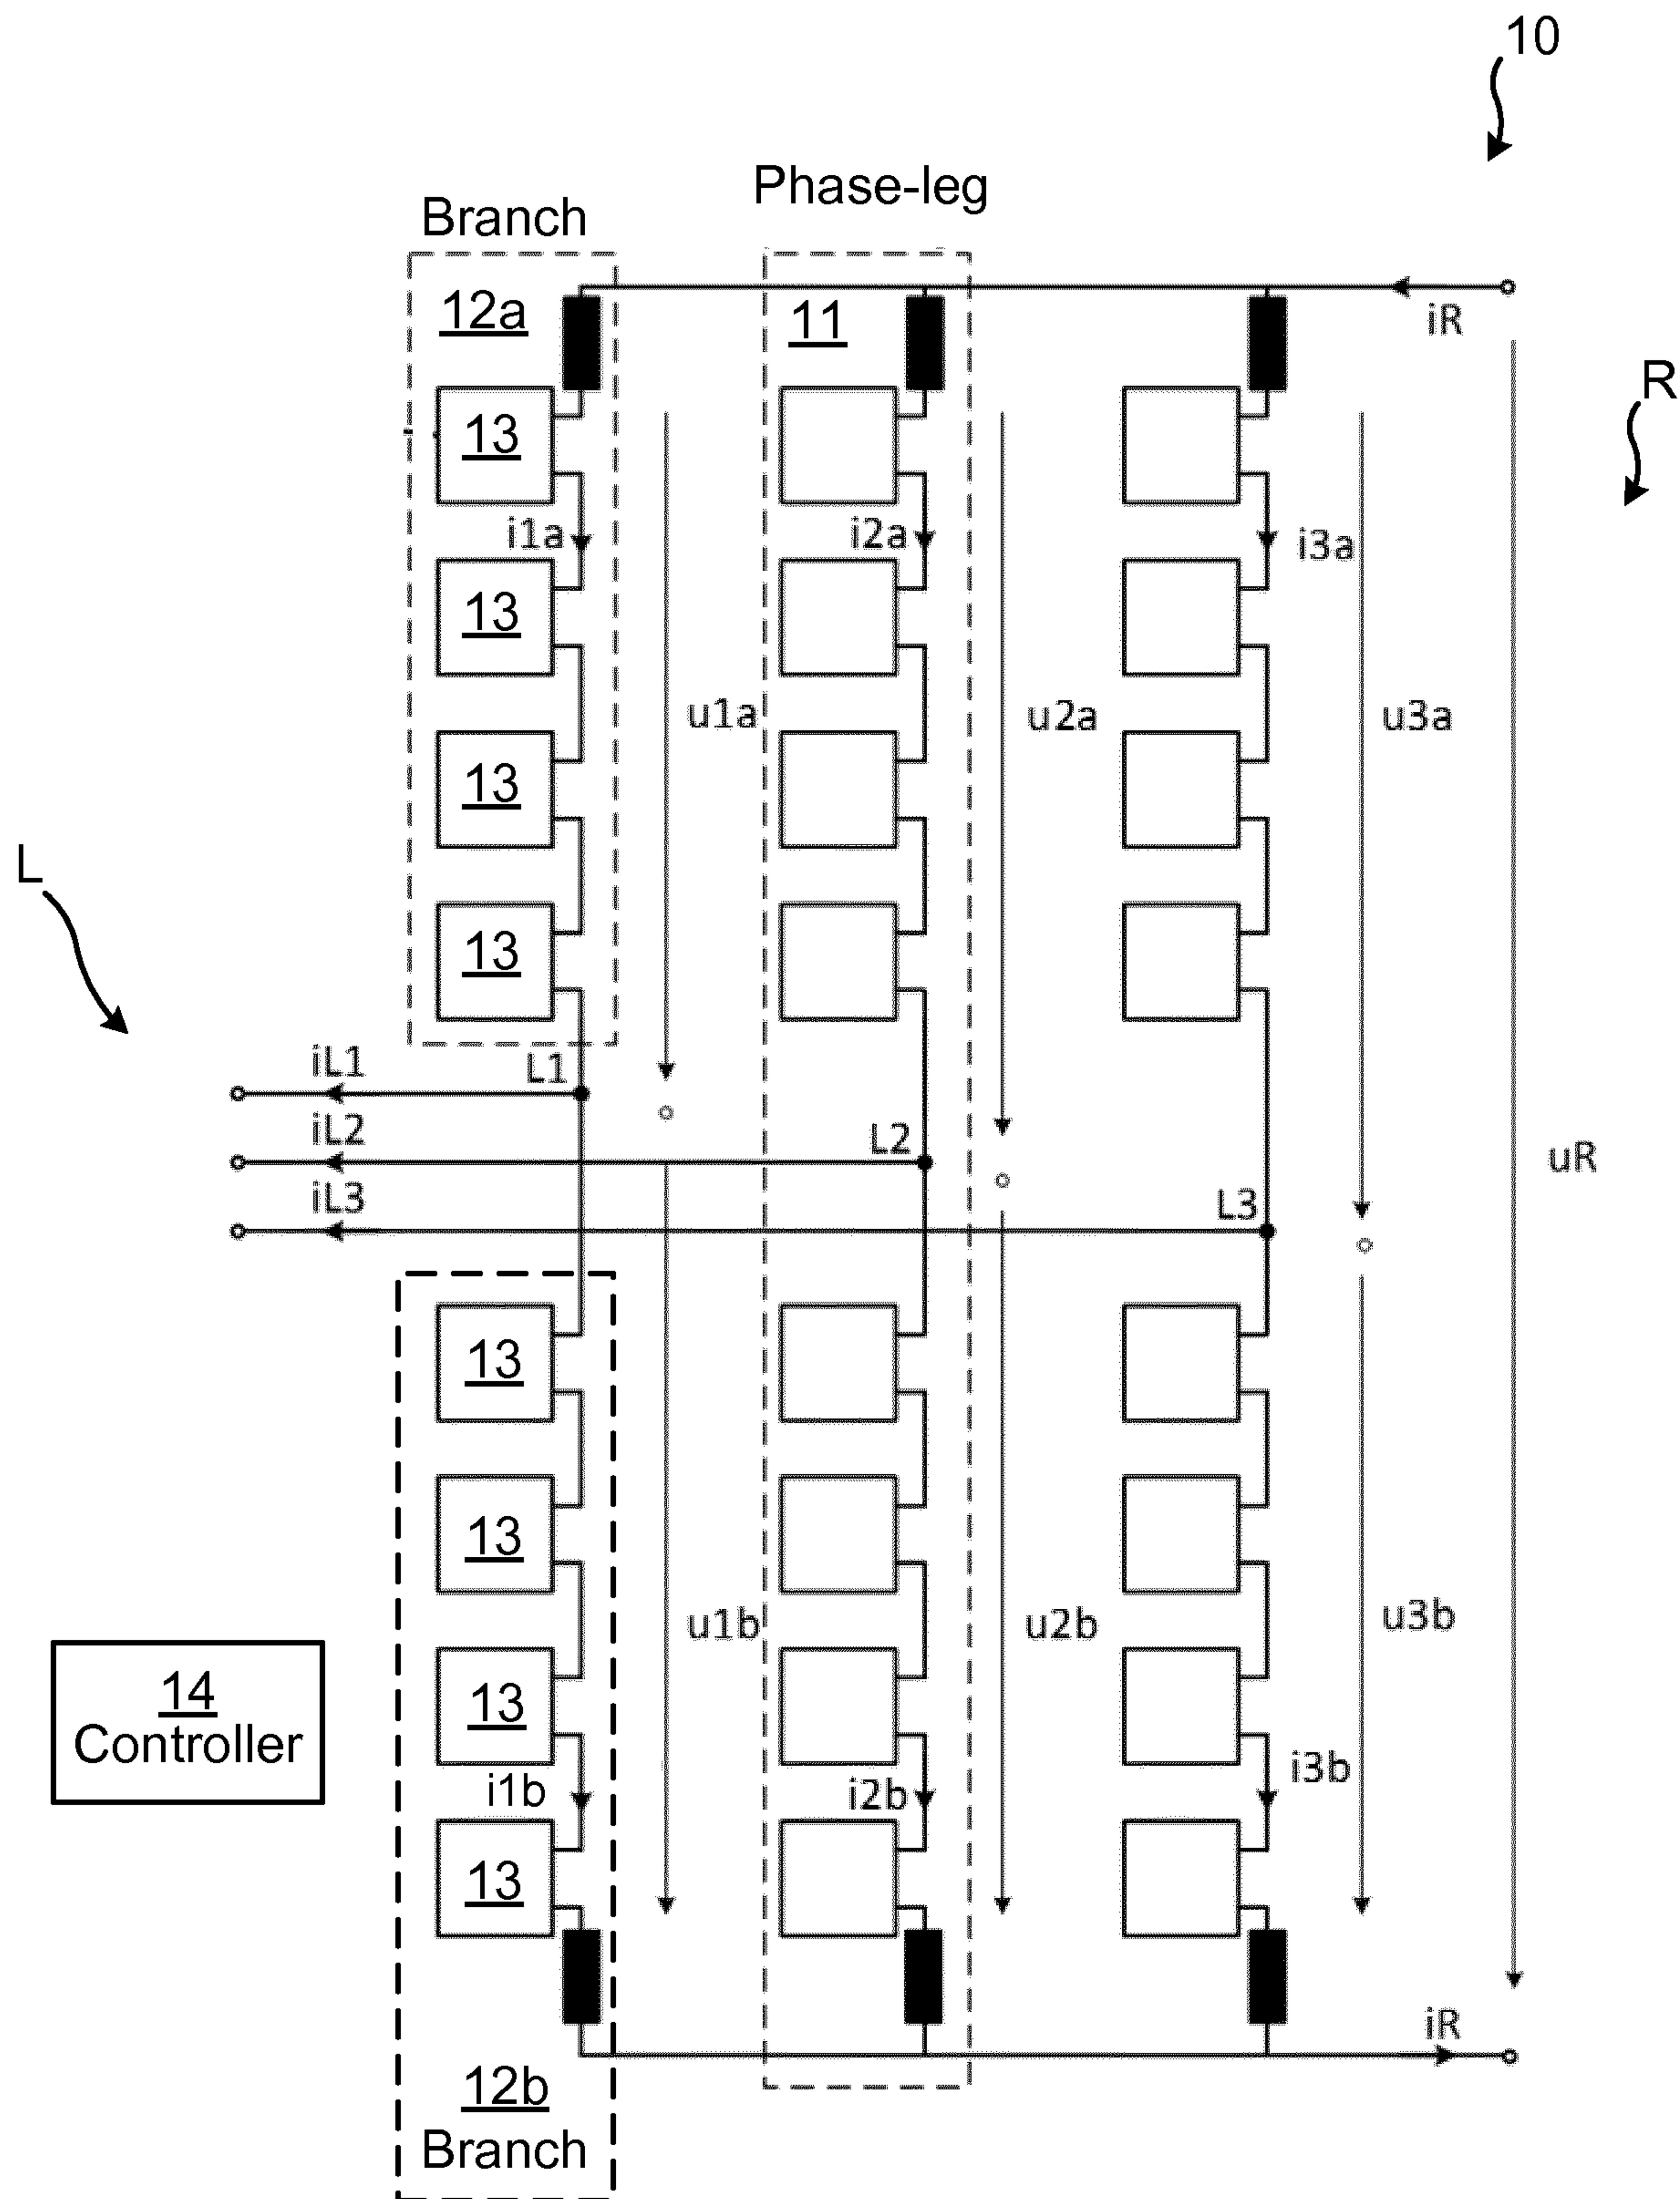 10
Phase-leg
Branch
12a
11
iR
R
13
i1a
i2a
i3a
13
u1a
u2a
u3a
13
L
13
iL1
L1
iL2
L2
uR
iL3
L3
13
13
u1b
u2b
u3b
14
Controller
13
i1b
i2b
i3b
13
iR
12b
Branch